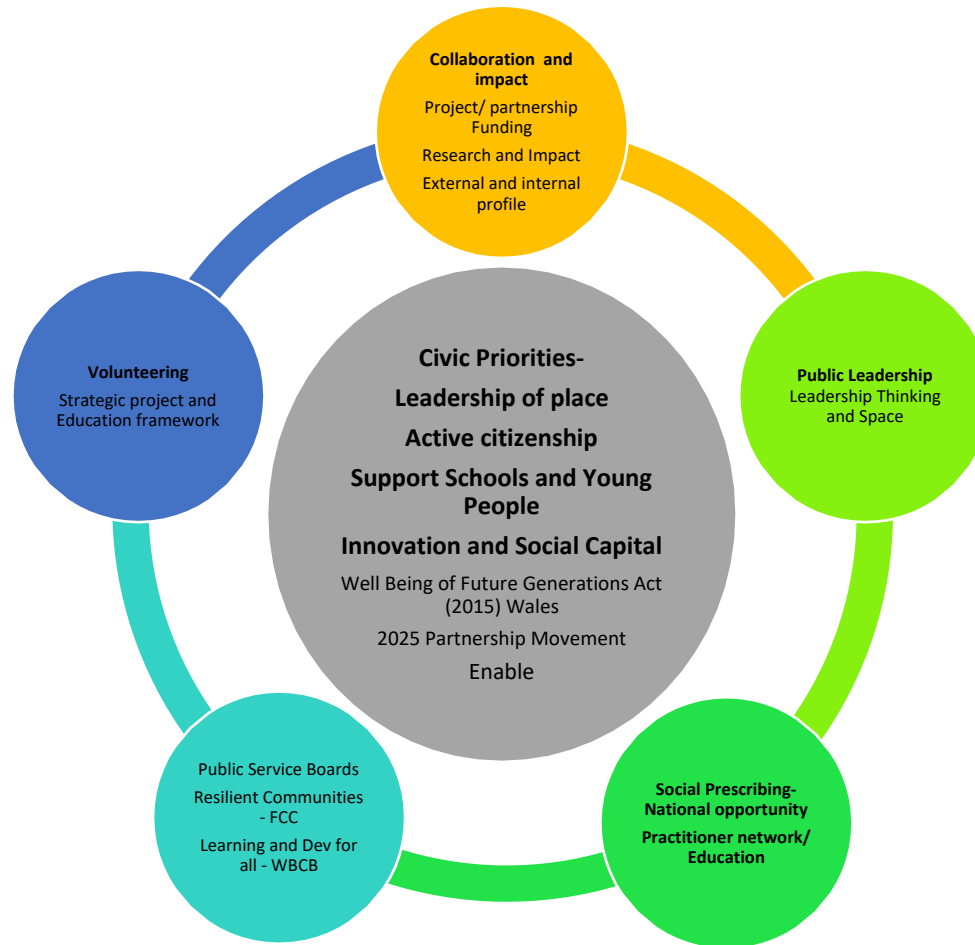 Collaboration and
impact
Project/ partnership
Funding
Research and Impact
External and internal
profile
Volunteering
Strategic project and
Education framework
Public Leadership
Leadership Thinking
and Space
Civic Priorities-
Leadership of place
Active citizenship
Support Schools and Young
People
Innovation and Social Capital
Well Being of Future Generations Act
(2015) Wales
2025 Partnership Movement
Enable
Public Service Boards
Resilient Communities
- FCC
Learning and Dev for
all - WBCB
Social Prescribing-
National opportunity
Practitioner network/
Education